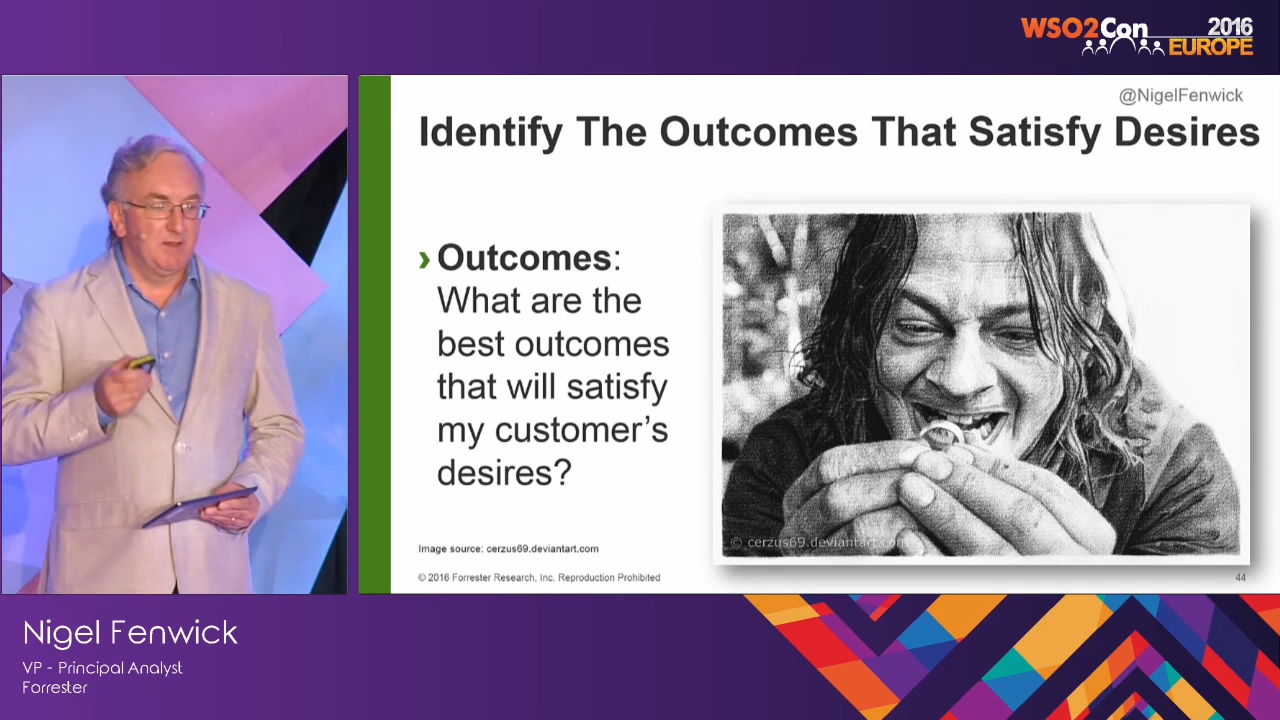 WSO2Con 2016
EUROPE
@NigelFenwick
Identify The Outcomes That Satisfy Desires
› Outcomes:
What are the
best outcomes
that will satisfy
my customer’s
desires?
© cerzus69.deviantart.com
Image source: cerzus69.deviantart.com
© 2016 Forrester Research, Inc. Reproduction Prohibited
44
Nigel Fenwick
VP - Principal Analyst
Forrester